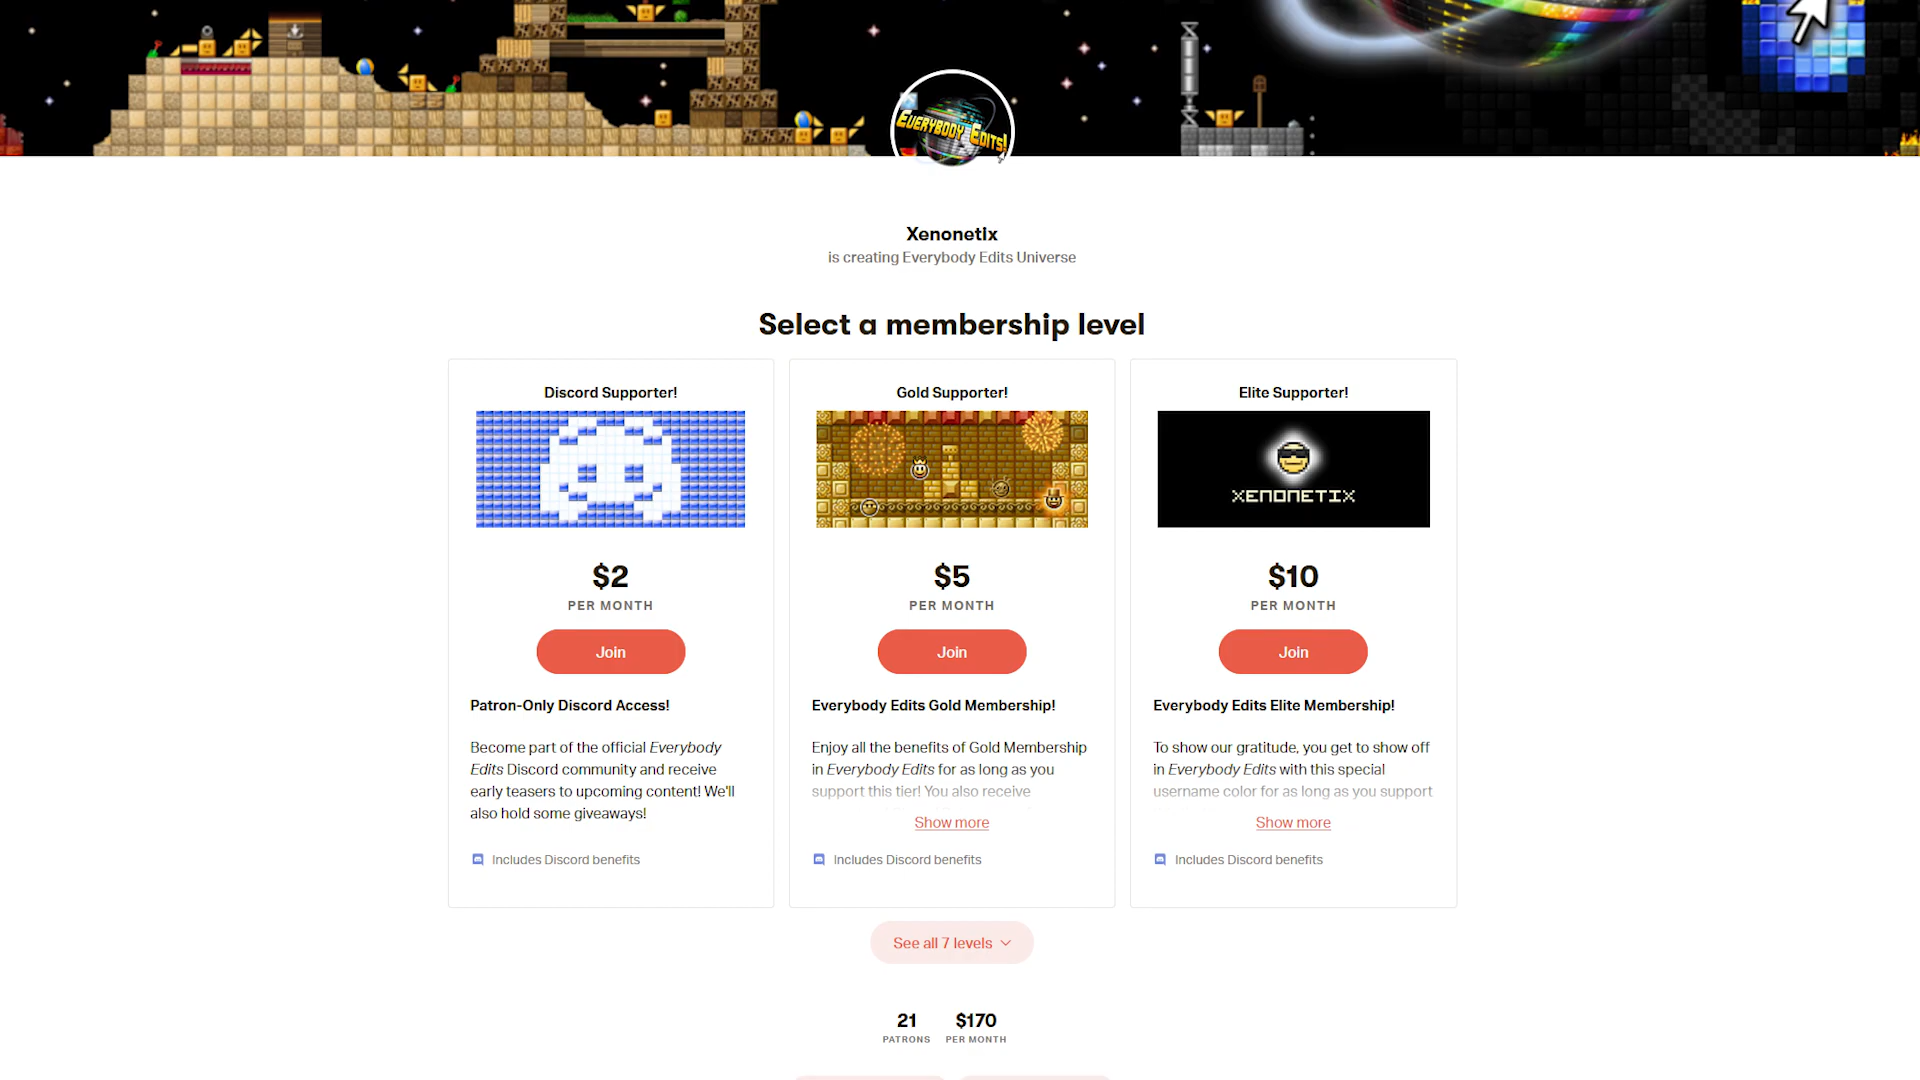 EVERYBODY EDITS!
Xenonetix
is creating Everybody Edits Universe
Select a membership level
Discord Supporter!
$2
PER MONTH
Join
Patron-Only Discord Access!
Become part of the official Everybody
Edits Discord community and receive
early teasers to upcoming content! We'll
also hold some giveaways!
Includes Discord benefits
Gold Supporter!
$5
PER MONTH
Join
Everybody Edits Gold Membership!
Enjoy all the benefits of Gold Membership
in Everybody Edits for as long as you
support this tier! You also receive
Show more
Includes Discord benefits
Elite Supporter!
XENONETIX
$10
PER MONTH
Join
Everybody Edits Elite Membership!
To show our gratitude, you get to show off
in Everybody Edits with this special
username color for as long as you support
Show more
Includes Discord benefits
See all 7 levels
21
PATRONS
$170
PER MONTH